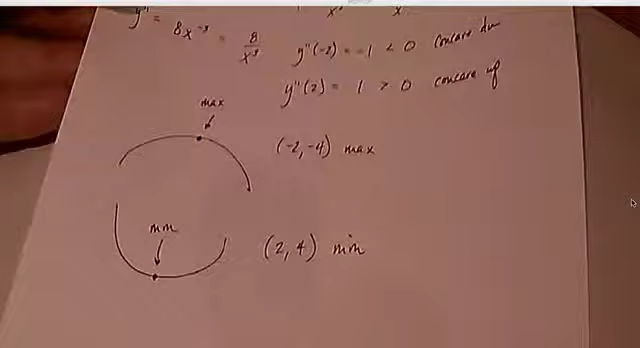 y'' = 8x⁻³ = 8/x³
y''(-2) = -1 < 0 concave dn
y''(2) = 1 > 0 concave up
max
(-2, -4) max
min
(2, 4) min